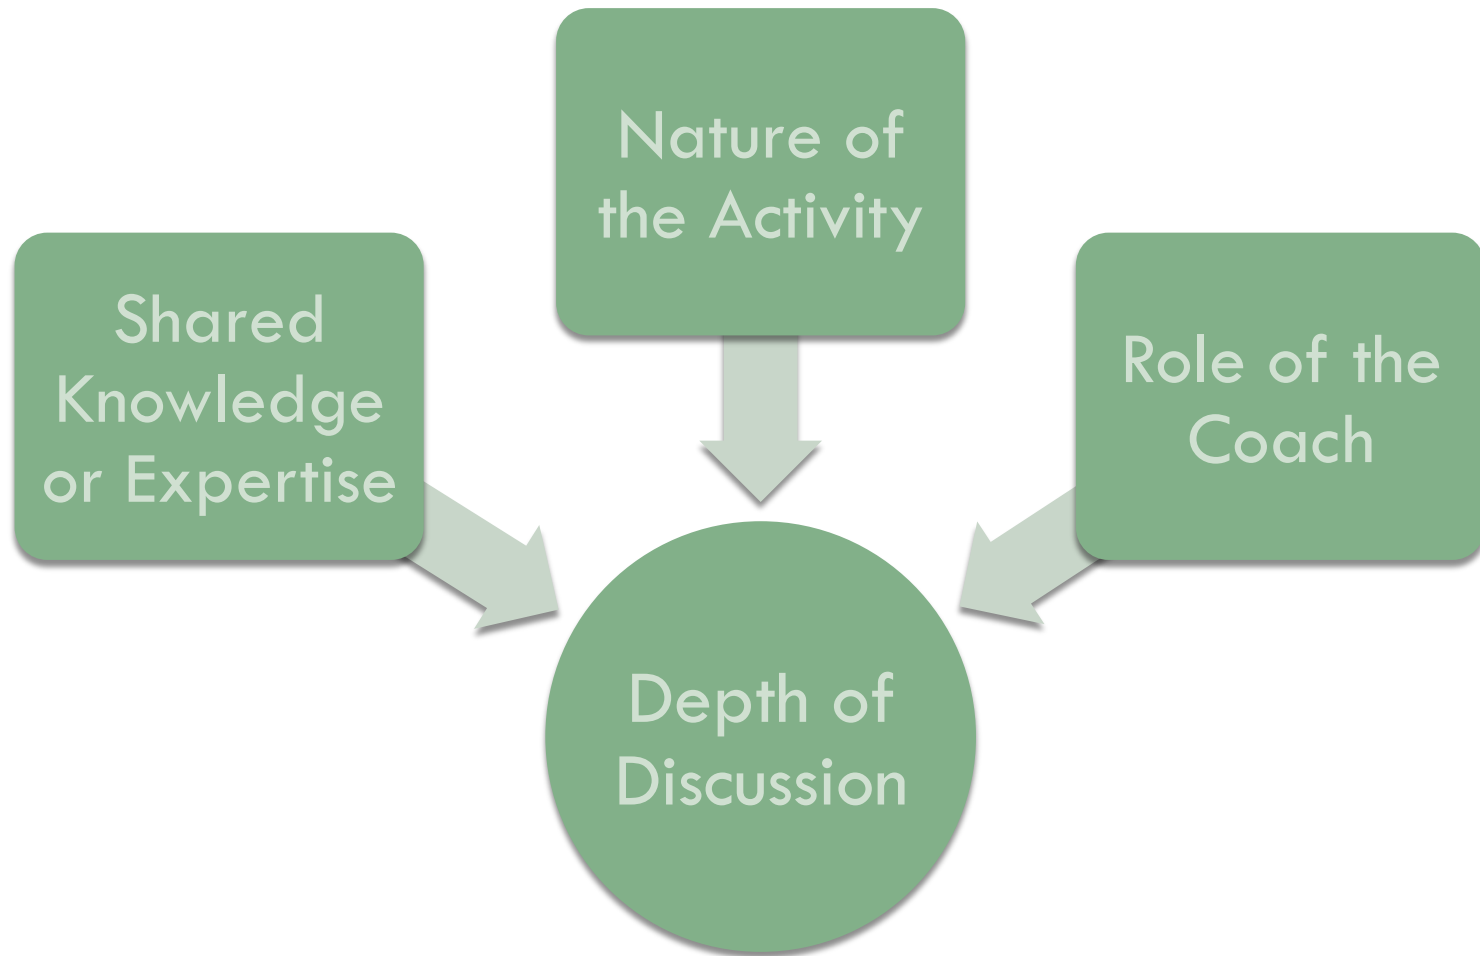 Nature of
the Activity
Shared
Knowledge
or Expertise
Role of the
Coach
Depth of
Discussion